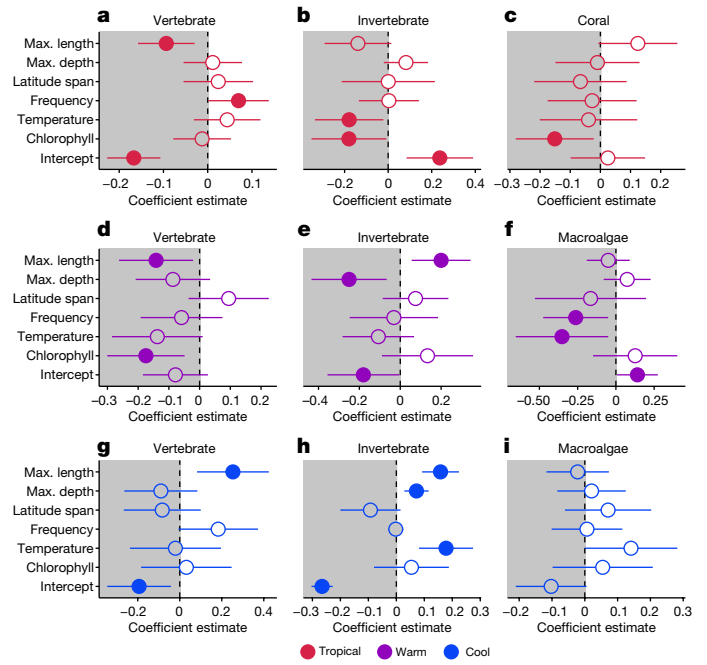 a Vertebrate
b Invertebrate
c Coral
Max. length
Max. depth
Latitude span
Frequency
Temperature
Chlorophyll
Intercept
−0.2 −0.1 0 0.1
−0.2 0 0.2 0.4
−0.3 −0.1 0 0.2
Coefficient estimate
Coefficient estimate
Coefficient estimate
d Vertebrate
e Invertebrate
f Macroalgae
Max. length
Max. depth
Latitude span
Frequency
Temperature
Chlorophyll
Intercept
−0.3 −0.2 −0.1 0 0.1 0.2
−0.4 −0.2 0 0.2 0.4
−0.50 −0.25 0 0.25
Coefficient estimate
Coefficient estimate
Coefficient estimate
g Vertebrate
h Invertebrate
i Macroalgae
Max. length
Max. depth
Latitude span
Frequency
Temperature
Chlorophyll
Intercept
−0.2 0 0.2 0.4
−0.3 −0.2 −0.1 0 0.1 0.2 0.3
−0.2 −0.1 0 0.1 0.2 0.3
Coefficient estimate
Coefficient estimate
Coefficient estimate
Tropical Warm Cool